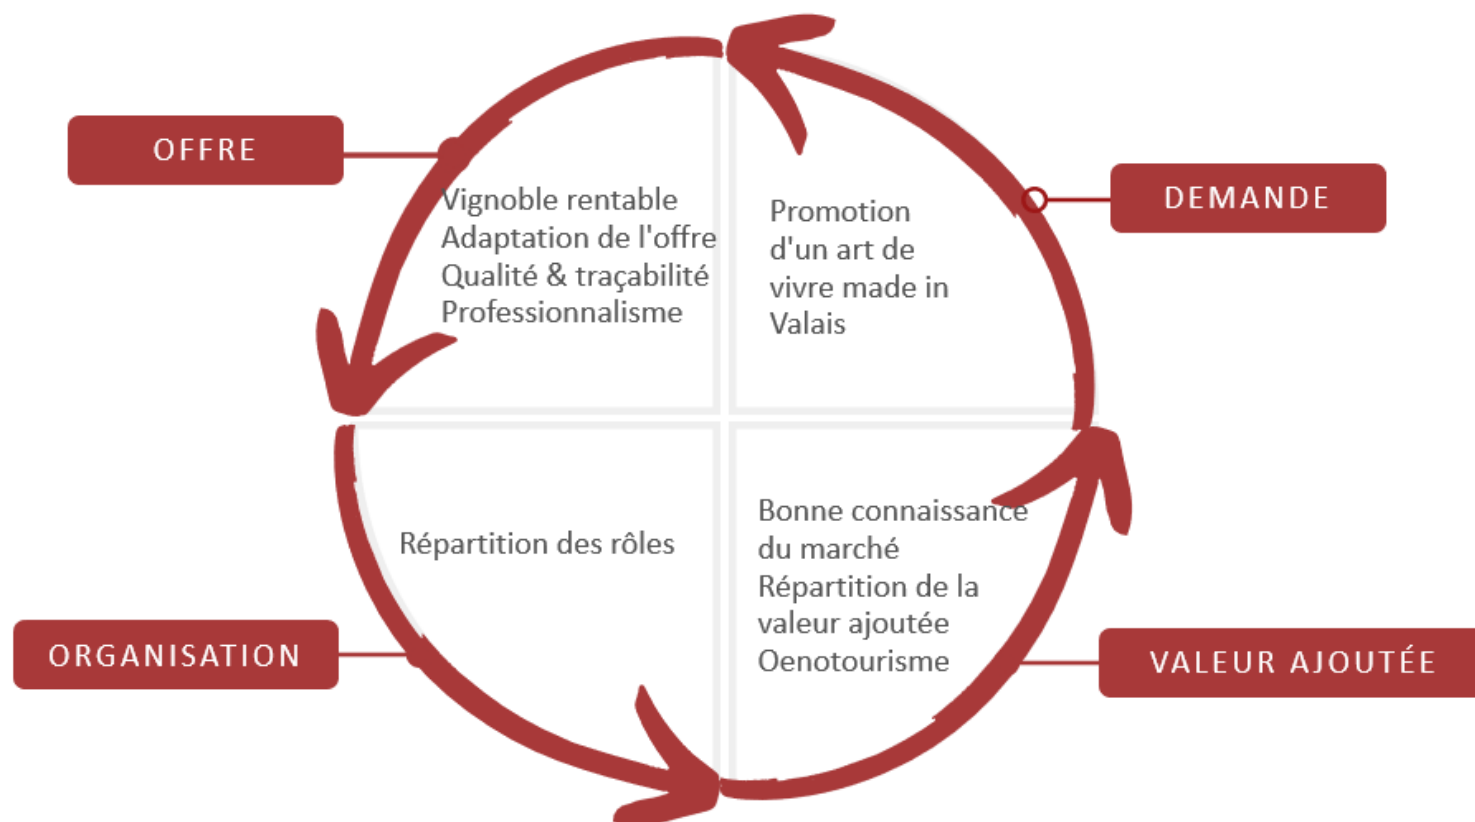 OFFRE
Vignoble rentable
Adaptation de l'offre
Qualité & traçabilité
Professionnalisme
DEMANDE
Promotion
d'un art de
vivre made in
Valais
ORGANISATION
Répartition des rôles
VALEUR AJOUTÉE
Bonne connaissance
du marché
Répartition de la
valeur ajoutée
Oenotourisme